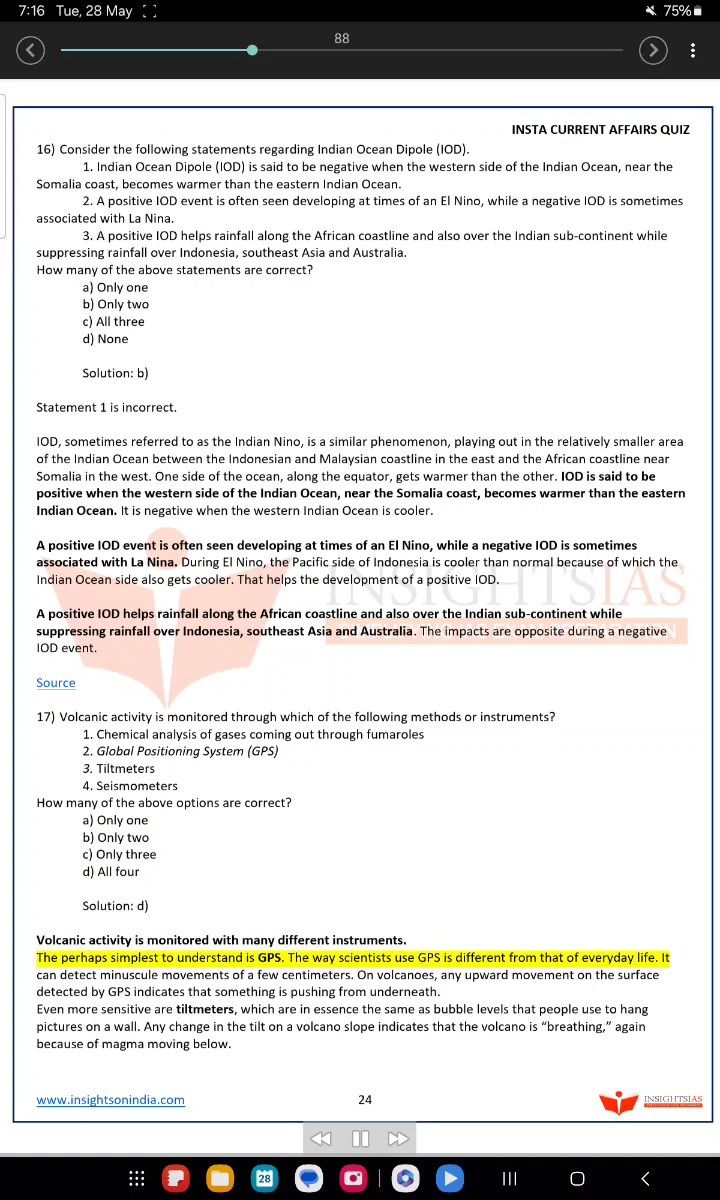 7:16 Tue, 28 May
75%
88
INSTA CURRENT AFFAIRS QUIZ
16) Consider the following statements regarding Indian Ocean Dipole (IOD).
1. Indian Ocean Dipole (IOD) is said to be negative when the western side of the Indian Ocean, near the
Somalia coast, becomes warmer than the eastern Indian Ocean.
2. A positive IOD event is often seen developing at times of an El Nino, while a negative IOD is sometimes
associated with La Nina.
3. A positive IOD helps rainfall along the African coastline and also over the Indian sub-continent while
suppressing rainfall over Indonesia, southeast Asia and Australia.
How many of the above statements are correct?
a) Only one
b) Only two
c) All three
d) None
Solution: b)
Statement 1 is incorrect.
IOD, sometimes referred to as the Indian Nino, is a similar phenomenon, playing out in the relatively smaller area
of the Indian Ocean between the Indonesian and Malaysian coastline in the east and the African coastline near
Somalia in the west. One side of the ocean, along the equator, gets warmer than the other. IOD is said to be
positive when the western side of the Indian Ocean, near the Somalia coast, becomes warmer than the eastern
Indian Ocean. It is negative when the western Indian Ocean is cooler.
A positive IOD event is often seen developing at times of an El Nino, while a negative IOD is sometimes
associated with La Nina. During El Nino, the Pacific side of Indonesia is cooler than normal because of which the
Indian Ocean side also gets cooler. That helps the development of a positive IOD.
INSIGHTSIAS
A positive IOD helps rainfall along the African coastline and also over the Indian sub-continent while
suppressing rainfall over Indonesia, southeast Asia and Australia. The impacts are opposite during a negative
IOD event.
Source
17) Volcanic activity is monitored through which of the following methods or instruments?
1. Chemical analysis of gases coming out through fumaroles
2. Global Positioning System (GPS)
3. Tiltmeters
4. Seismometers
How many of the above options are correct?
a) Only one
b) Only two
c) Only three
d) All four
Solution: d)
Volcanic activity is monitored with many different instruments.
The perhaps simplest to understand is GPS. The way scientists use GPS is different from that of everyday life. It
can detect minuscule movements of a few centimeters. On volcanoes, any upward movement on the surface
detected by GPS indicates that something is pushing from underneath.
Even more sensitive are tiltmeters, which are in essence the same as bubble levels that people use to hang
pictures on a wall. Any change in the tilt on a volcano slope indicates that the volcano is “breathing,” again
because of magma moving below.
www.insightsonindia.com
24
INSIGHTSIAS
28